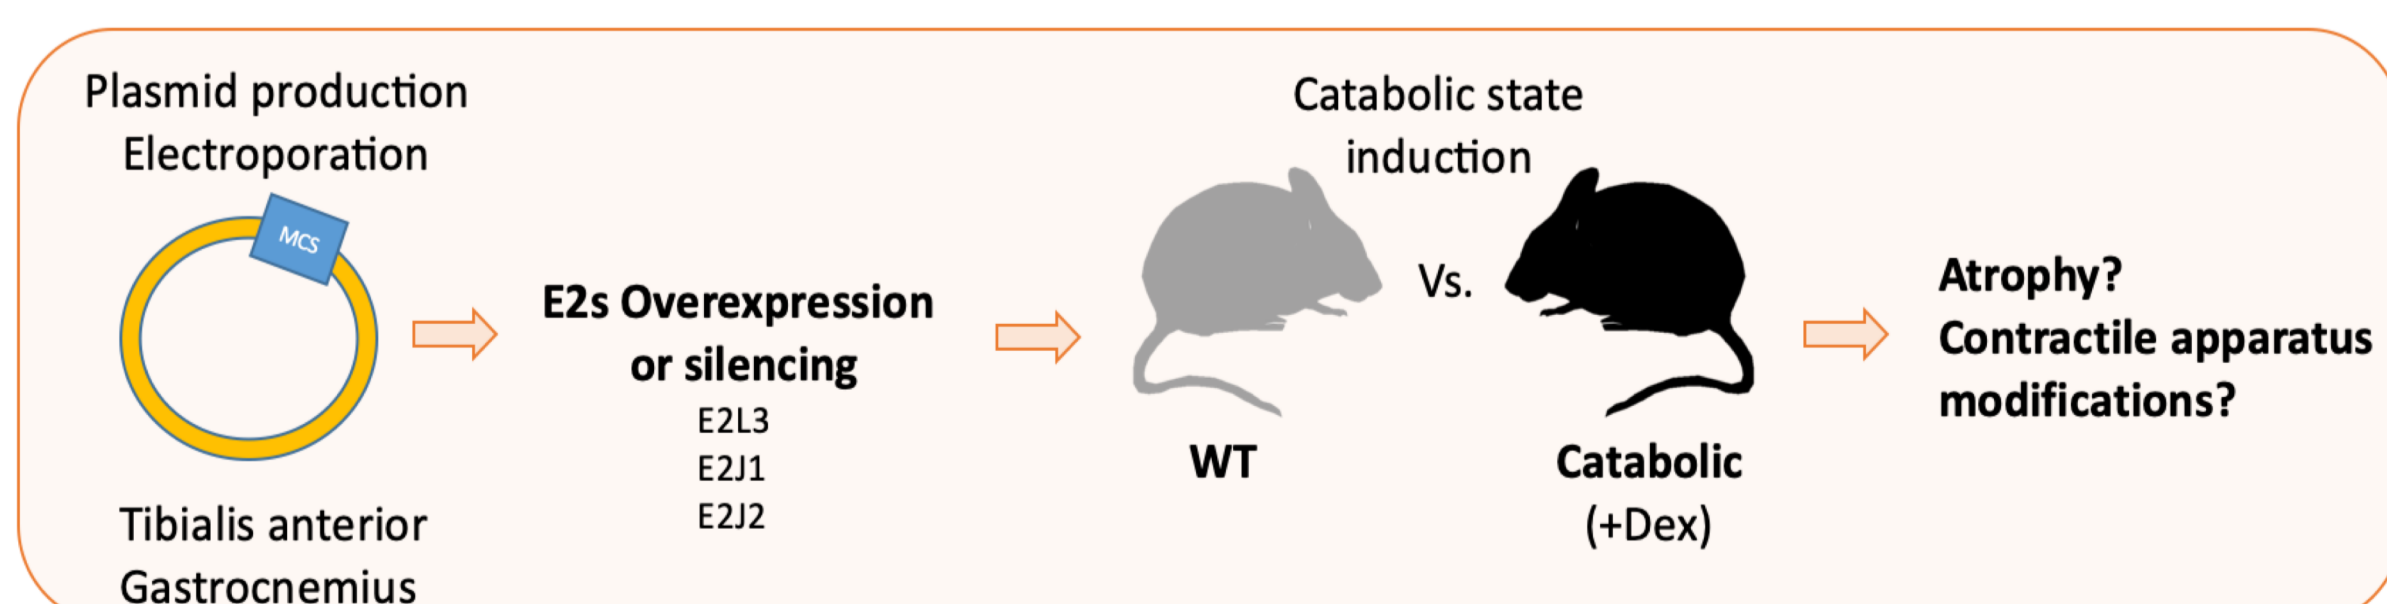 Plasmid production
Electroporation
MCS
Tibialis anterior
Gastrocnemius
E2s Overexpression
or silencing
E2L3
E2J1
E2J2
Catabolic state
induction
Vs.
WT
Catabolic
(+Dex)
Atrophy?
Contractile apparatus
modifications?